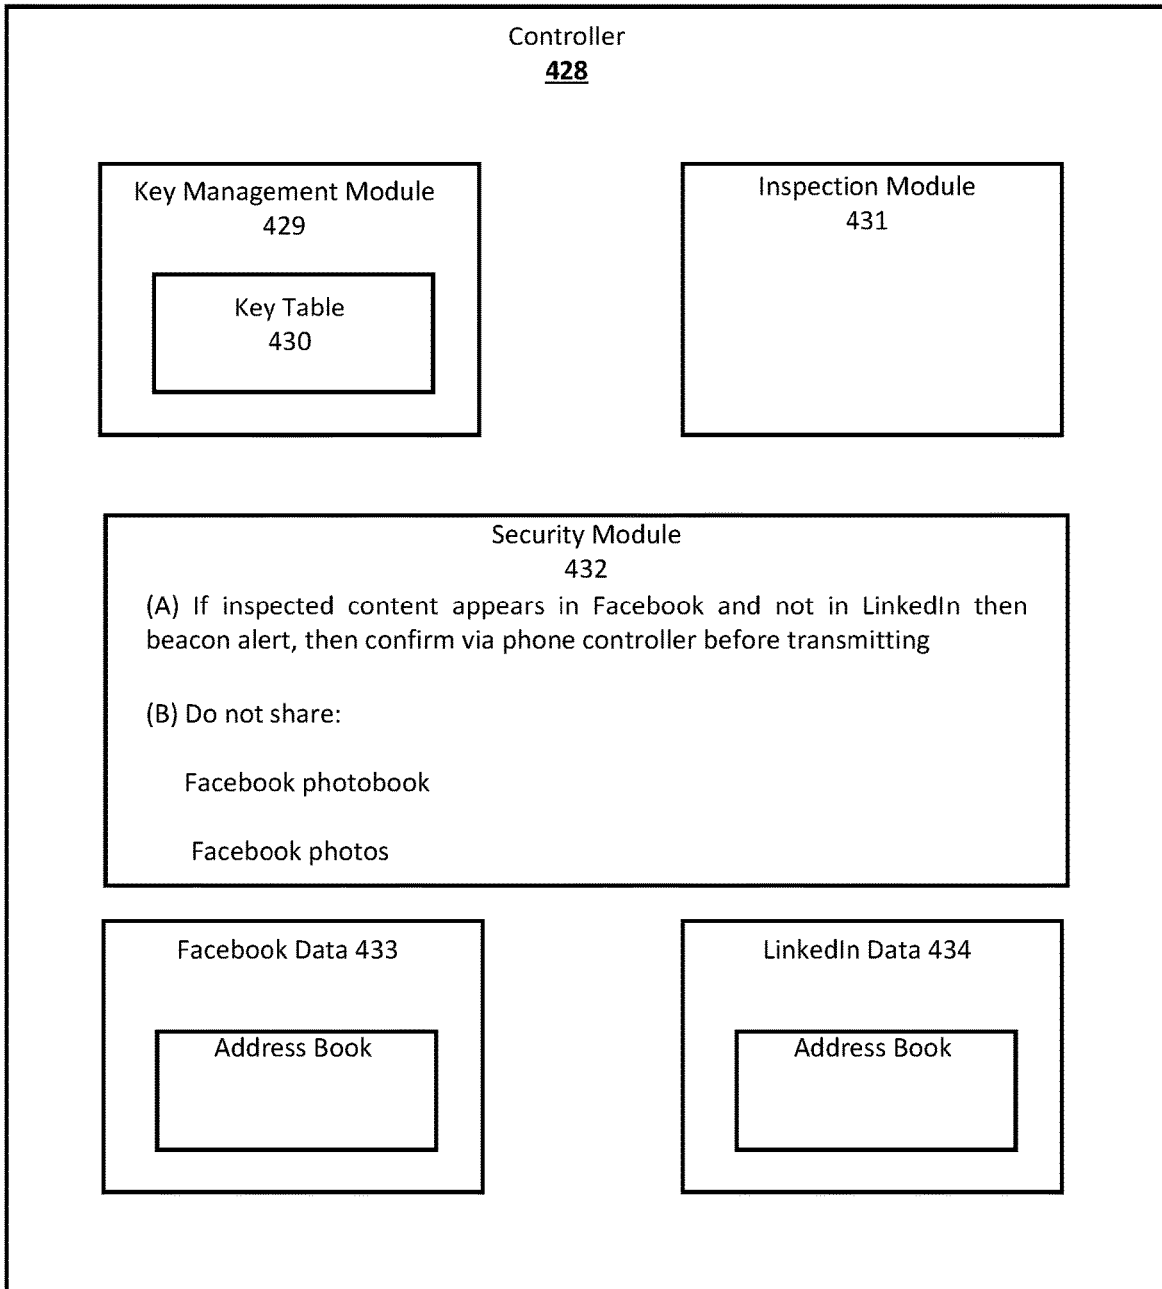 Controller
428
Key Management Module
429
Key Table
430
Inspection Module
431
Security Module
432
(A) If inspected content appears in Facebook and not in LinkedIn then
beacon alert, then confirm via phone controller before transmitting
(B) Do not share:
Facebook photobook
Facebook photos
Facebook Data 433
Address Book
LinkedIn Data 434
Address Book